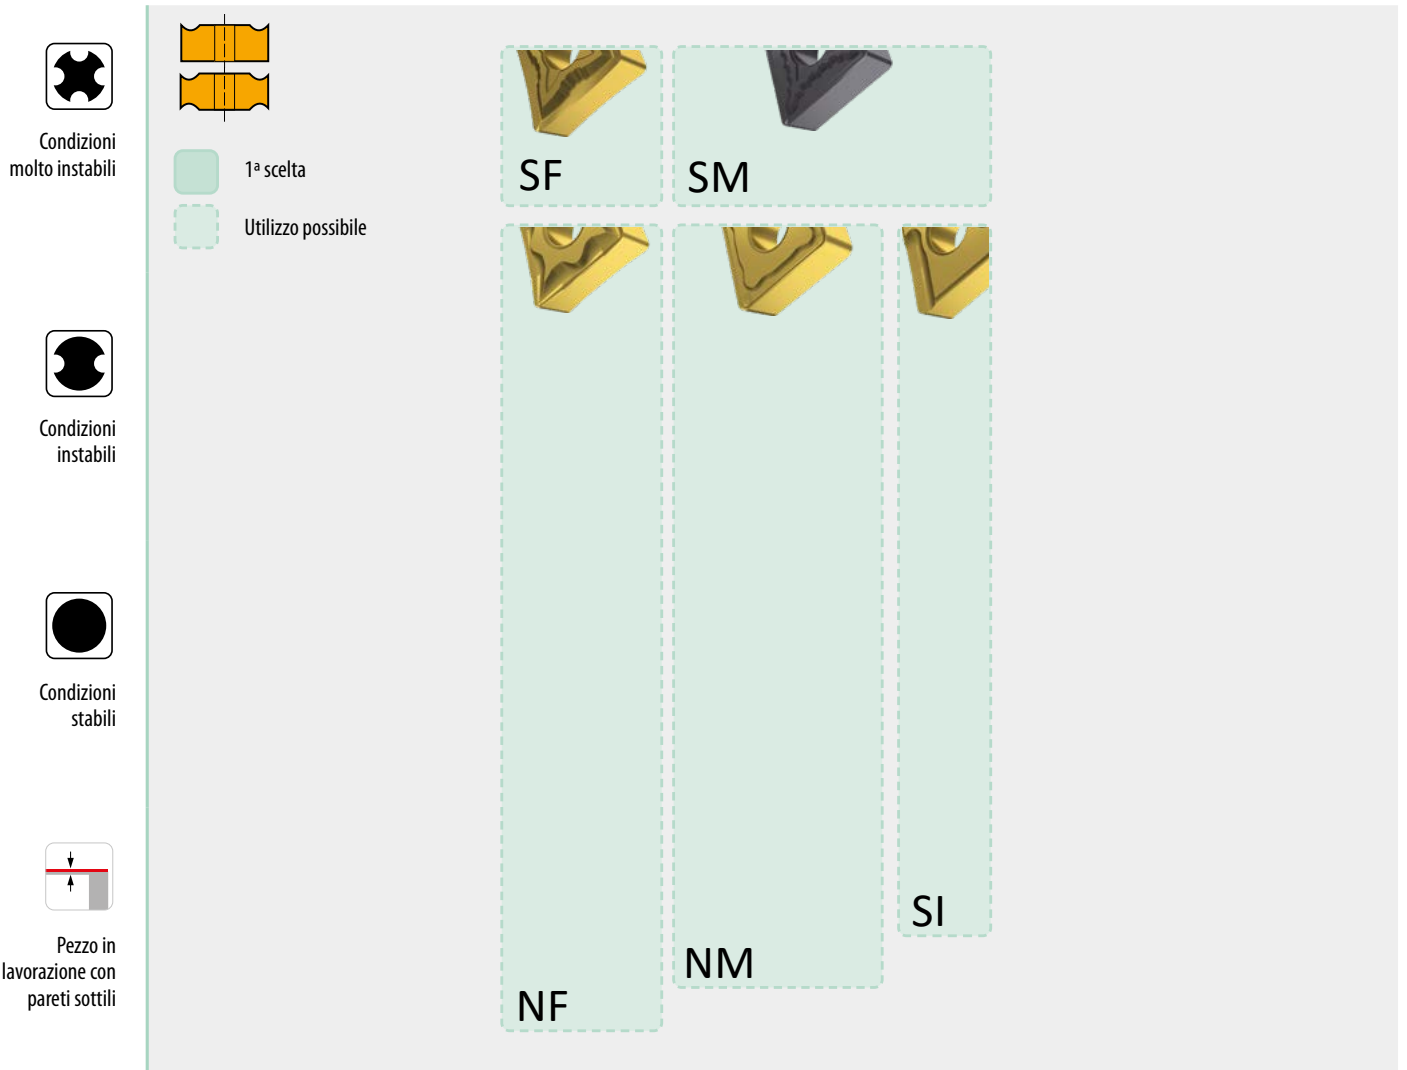 Condizioni
molto instabili
1ª scelta
Utilizzo possibile
SF
SM
Condizioni
instabili
Condizioni
stabili
Pezzo in
lavorazione con
pareti sottili
SI
NM
NF